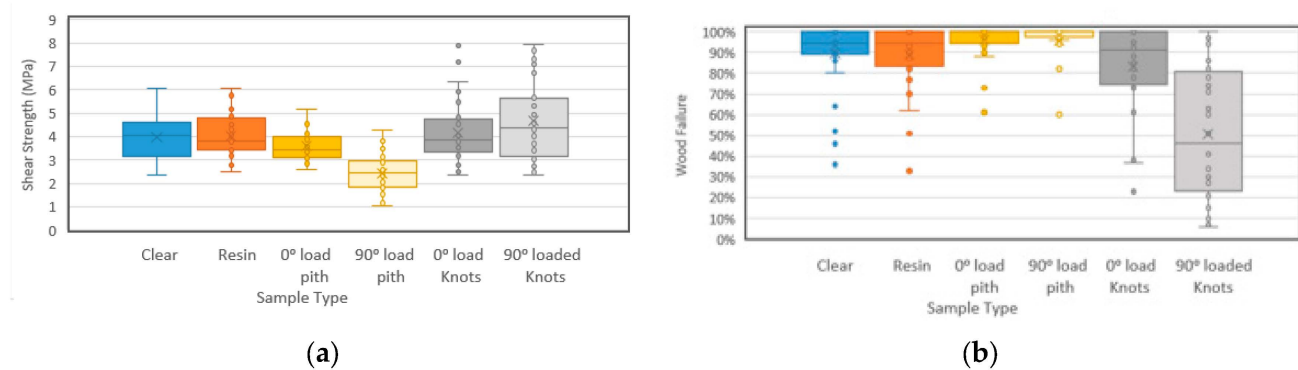 9
8
7
6
5
4
3
2
1
0
Shear Strength (MPa)
Clear
Resin
0º load
pith
90º load
pith
0º load
Knots
90º loaded
Knots
Sample Type
(a)
100%
90%
80%
70%
60%
50%
40%
30%
20%
10%
0%
Wood Failure
Clear
Resin
0º load
pith
90º load
pith
0º load
Knots
90º loaded
Knots
Sample Type
(b)